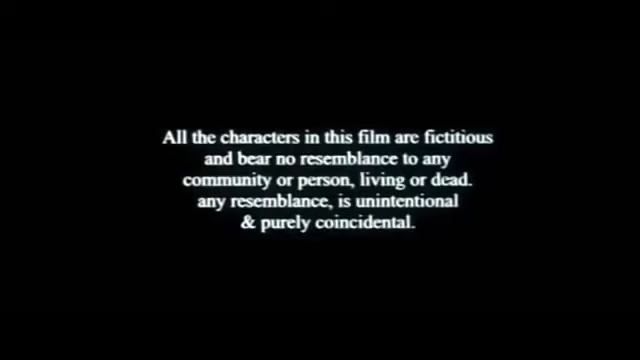 All the characters in this film are fictitious
and bear no resemblance to any
community or person, living or dead.
any resemblance, is unintentional
& purely coincidental.